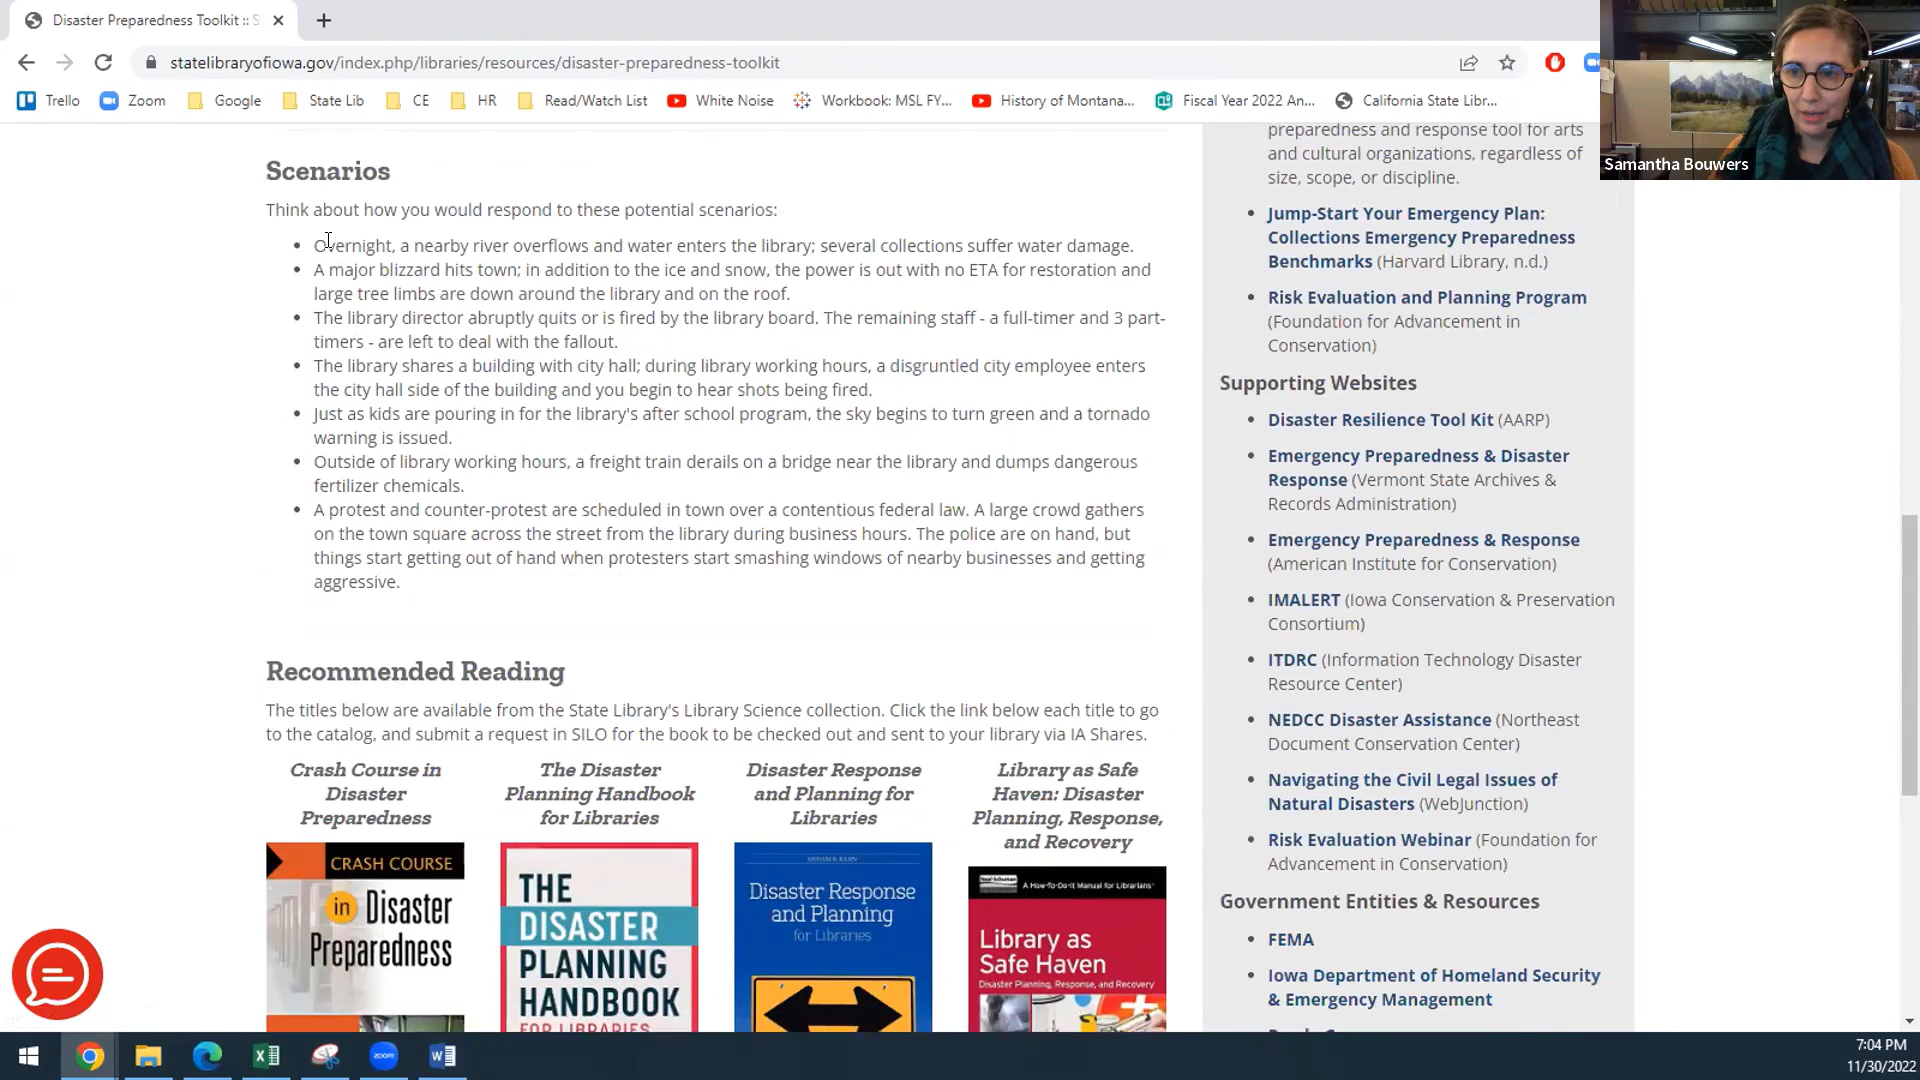 Disaster Preparedness Toolkit :: S
statelibraryofiowa.gov/index.php/libraries/resources/disaster-preparedness-toolkit
Trello
Zoom
Google
State Lib
CE
HR
Read/Watch List
White Noise
Workbook: MSL FY...
History of Montana...
Fiscal Year 2022 An...
California State Libr...
Samantha Bouwers
Scenarios
Think about how you would respond to these potential scenarios:
Overnight, a nearby river overflows and water enters the library; several collections suffer water damage.
A major blizzard hits town; in addition to the ice and snow, the power is out with no ETA for restoration and
large tree limbs are down around the library and on the roof.
The library director abruptly quits or is fired by the library board. The remaining staff - a full-timer and 3 part-
timers - are left to deal with the fallout.
The library shares a building with city hall; during library working hours, a disgruntled city employee enters
the city hall side of the building and you begin to hear shots being fired.
Just as kids are pouring in for the library's after school program, the sky begins to turn green and a tornado
warning is issued.
Outside of library working hours, a freight train derails on a bridge near the library and dumps dangerous
fertilizer chemicals.
A protest and counter-protest are scheduled in town over a contentious federal law. A large crowd gathers
on the town square across the street from the library during business hours. The police are on hand, but
things start getting out of hand when protesters start smashing windows of nearby businesses and getting
aggressive.
Recommended Reading
The titles below are available from the State Library's Library Science collection. Click the link below each title to go
to the catalog, and submit a request in SILO for the book to be checked out and sent to your library via IA Shares.
Crash Course in
Disaster
Preparedness
The Disaster
Planning Handbook
for Libraries
Disaster Response
and Planning for
Libraries
Library as Safe
Haven: Disaster
Planning, Response,
and Recovery
CRASH COURSE
in Disaster
Preparedness
THE
DISASTER
PLANNING
HANDBOOK
FOR LIBRARIES
Disaster Response
and Planning
for Libraries
A How-To-Do-It Manual for Librarians
Library as
Safe Haven
Disaster Planning, Response, and Recovery
preparedness and response tool for arts
and cultural organizations, regardless of
size, scope, or discipline.
Jump-Start Your Emergency Plan:
Collections Emergency Preparedness
Benchmarks (Harvard Library, n.d.)
Risk Evaluation and Planning Program
(Foundation for Advancement in
Conservation)
Supporting Websites
Disaster Resilience Tool Kit (AARP)
Emergency Preparedness & Disaster
Response (Vermont State Archives &
Records Administration)
Emergency Preparedness & Response
(American Institute for Conservation)
IMALERT (Iowa Conservation & Preservation
Consortium)
ITDRC (Information Technology Disaster
Resource Center)
NEDCC Disaster Assistance (Northeast
Document Conservation Center)
Navigating the Civil Legal Issues of
Natural Disasters (WebJunction)
Risk Evaluation Webinar (Foundation for
Advancement in Conservation)
Government Entities & Resources
FEMA
Iowa Department of Homeland Security
& Emergency Management
zoom
7:04 PM
11/30/2022